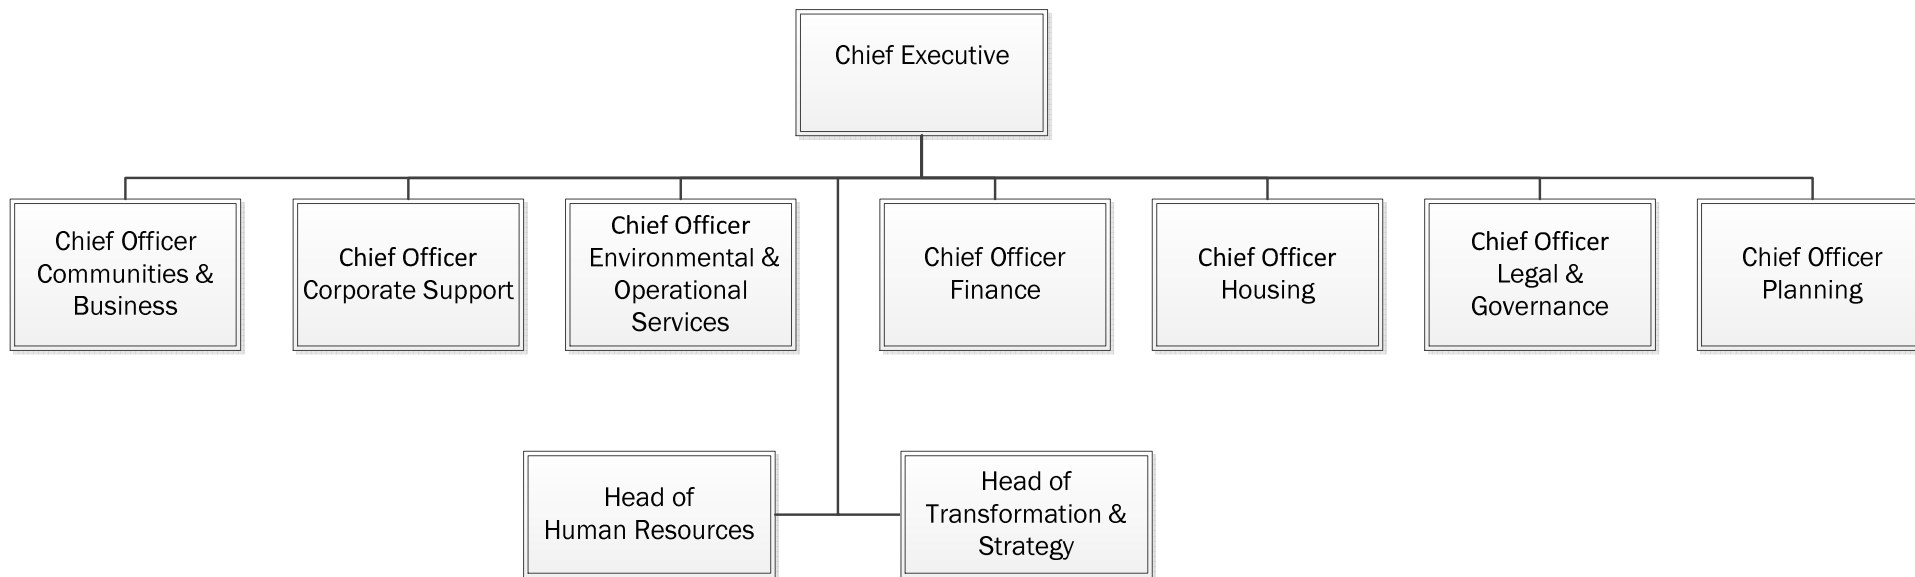 Chief Executive
Chief Officer
Communities &
Business
Chief Officer
Corporate Support
Chief Officer
Environmental &
Operational
Services
Chief Officer
Finance
Chief Officer
Housing
Chief Officer
Legal &
Governance
Chief Officer
Planning
Head of
Human Resources
Head of
Transformation &
Strategy